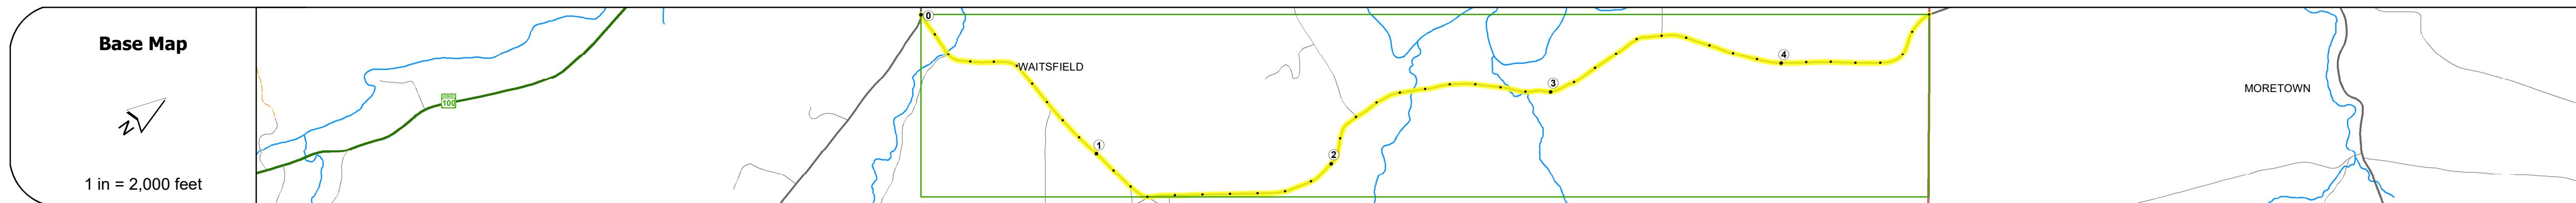 Base Map
N
1 in = 2,000 feet
100
0
WAITSFIELD
1
2
3
4
MORETOWN